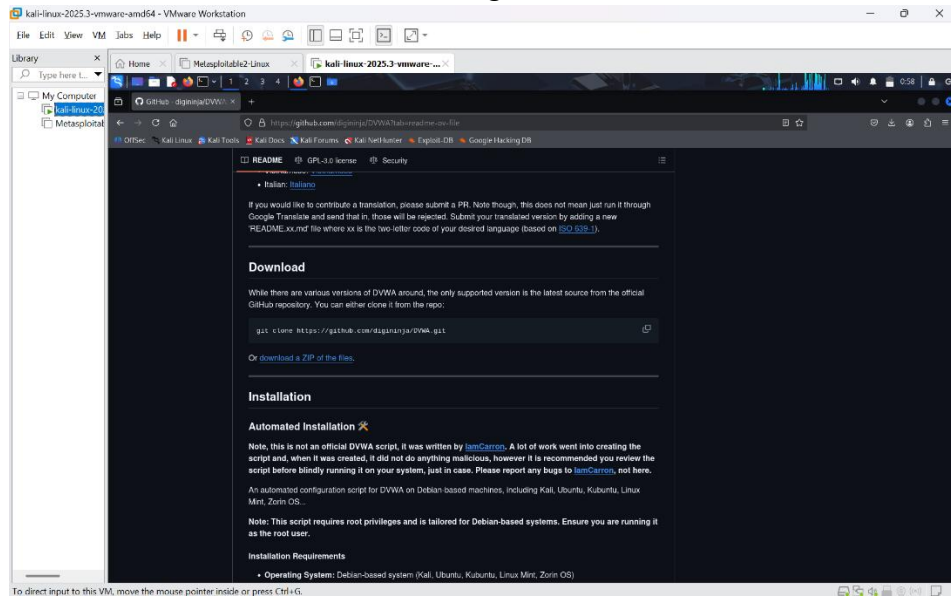 kali-linux-2025.3-vmware-amd64 - VMware Workstation
File Edit View VM Tabs Help
Library
Type here t...
My Computer
kali-linux-20
Metasploitab
Home
Metasploitable2-Linux
kali-linux-2025.3-vmware-...
1 2 3 4
0:58
GitHub - digininja/DVWA
https://github.com/digininja/DVWA?tab=readme-ov-file
OffSec Kali Linux Kali Tools Kali Docs Kali Forums Kali NetHunter Exploit-DB Google Hacking DB
README GPL-3.0 license Security
Italian: Italiano
If you would like to contribute a translation, please submit a PR. Note though, this does not mean just run it through
Google Translate and send that in, those will be rejected. Submit your translated version by adding a new
'README.xx.md' file where xx is the two-letter code of your desired language (based on ISO 639-1).
Download
While there are various versions of DVWA around, the only supported version is the latest source from the official
GitHub repository. You can either clone it from the repo:
git clone https://github.com/digininja/DVWA.git
Or download a ZIP of the files.
Installation
Automated Installation
Note, this is not an official DVWA script, it was written by IamCarron. A lot of work went into creating the
script and, when it was created, it did not do anything malicious, however it is recommended you review the
script before blindly running it on your system, just in case. Please report any bugs to IamCarron, not here.
An automated configuration script for DVWA on Debian-based machines, including Kali, Ubuntu, Kubuntu, Linux
Mint, Zorin OS...
Note: This script requires root privileges and is tailored for Debian-based systems. Ensure you are running it
as the root user.
Installation Requirements
Operating System: Debian-based system (Kali, Ubuntu, Kubuntu, Linux Mint, Zorin OS)
To direct input to this VM, move the mouse pointer inside or press Ctrl+G.